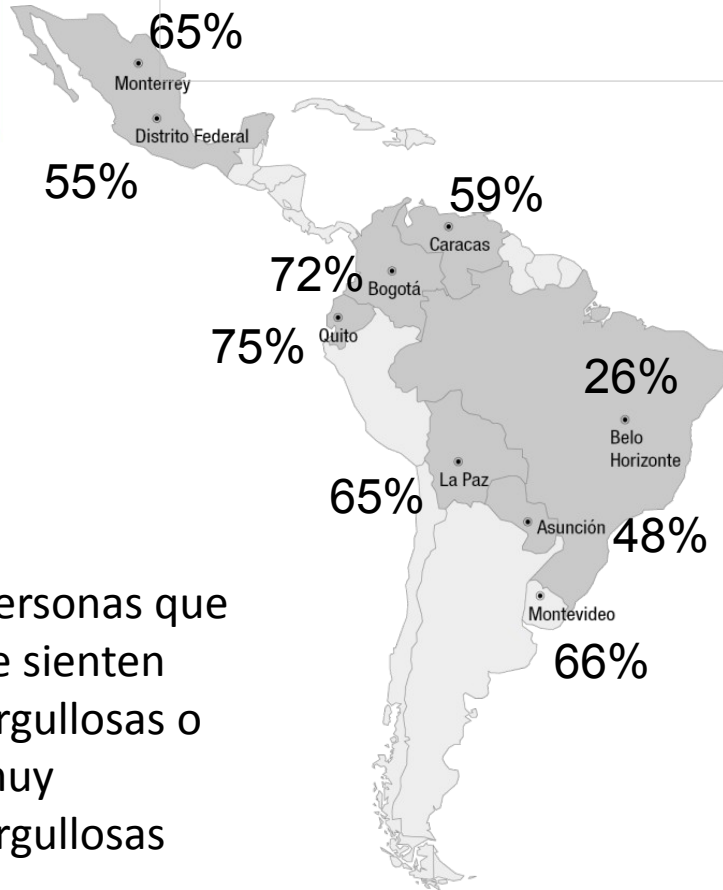 65%
Monterrey
Distrito Federal
55%
59%
Caracas
72%
Bogotá
Quito
75%
26%
Belo
Horizonte
La Paz
65%
Asunción
48%
Montevideo
66%
ersonas que
e sienten
rgullosas o
uy
rgullosas